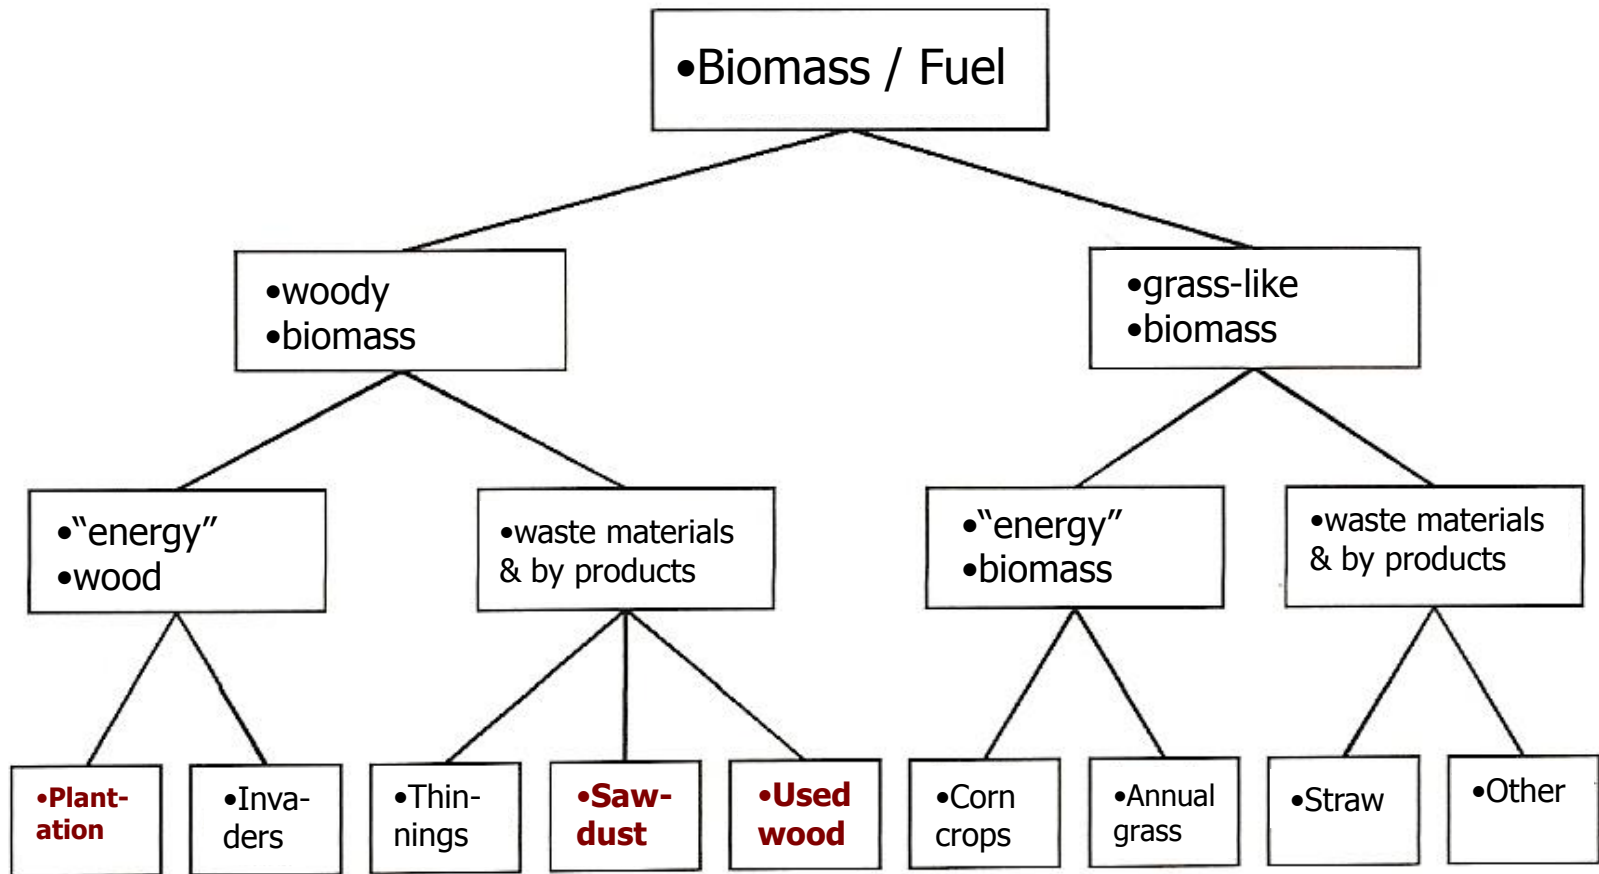 •Biomass / Fuel
•woody
•biomass
•grass-like
•biomass
•“energy”
•wood
•waste materials
& by products
•“energy”
•biomass
•waste materials
& by products
•Plant-
ation
•Inva-
ders
•Thin-
nings
•Saw-
dust
•Used
wood
•Corn
crops
•Annual
grass
•Straw
•Other